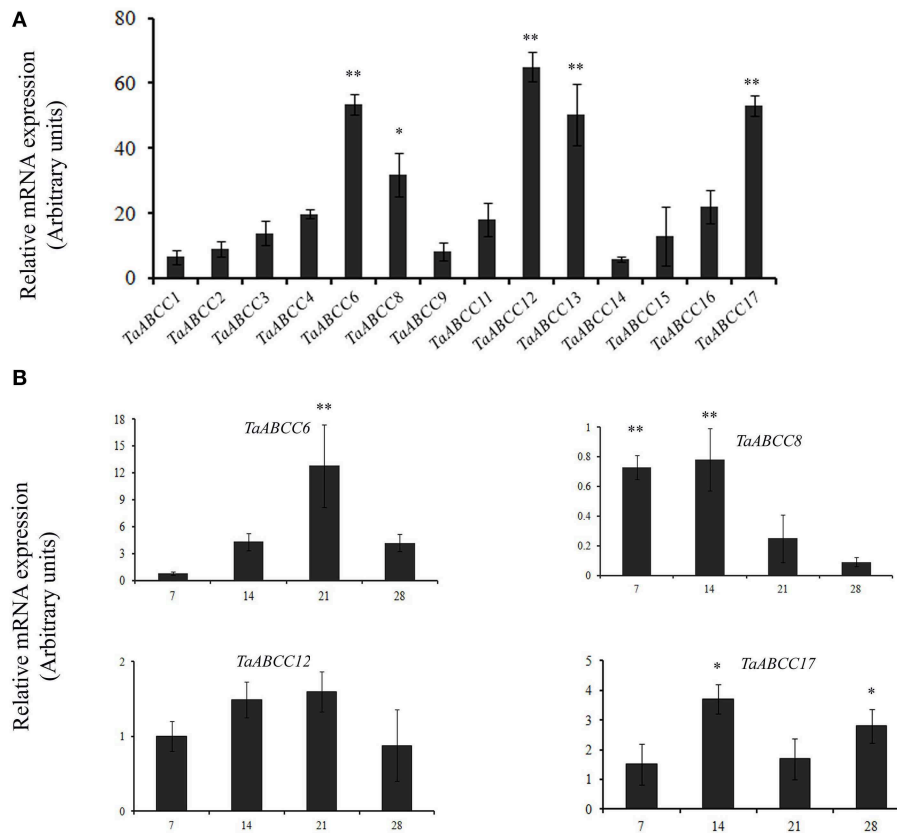 A
Relative mRNA expression
(Arbitrary units)
80
60
40
20
0
**
*
**
**
**
TaABCC1
TaABCC2
TaABCC3
TaABCC4
TaABCC6
TaABCC8
TaABCC9
TaABCC11
TaABCC12
TaABCC13
TaABCC14
TaABCC15
TaABCC16
TaABCC17
B
Relative mRNA expression
(Arbitrary units)
TaABCC6
**
18
15
12
9
6
3
0
7 14 21 28
TaABCC8
** **
1
0.8
0.6
0.4
0.2
0
7 14 21 28
TaABCC12
2
1
0
7 14 21 28
TaABCC17
* *
5
4
3
2
1
0
7 14 21 28